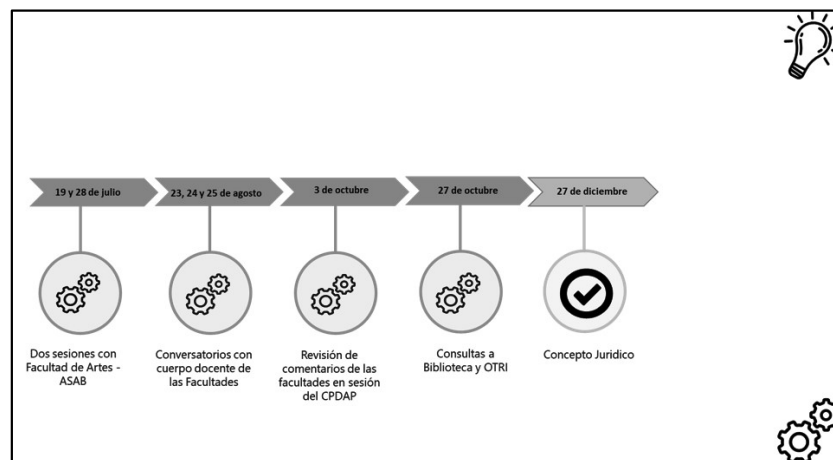 19 y 28 de julio
23, 24 y 25 de agosto
3 de octubre
27 de octubre
27 de diciembre
Dos sesiones con
Facultad de Artes -
ASAB
Conversatorios con
cuerpo docente de
las Facultades
Revisión de
comentarios de las
facultades en sesión
del CPDAP
Consultas a
Biblioteca y OTRI
Concepto Juridico